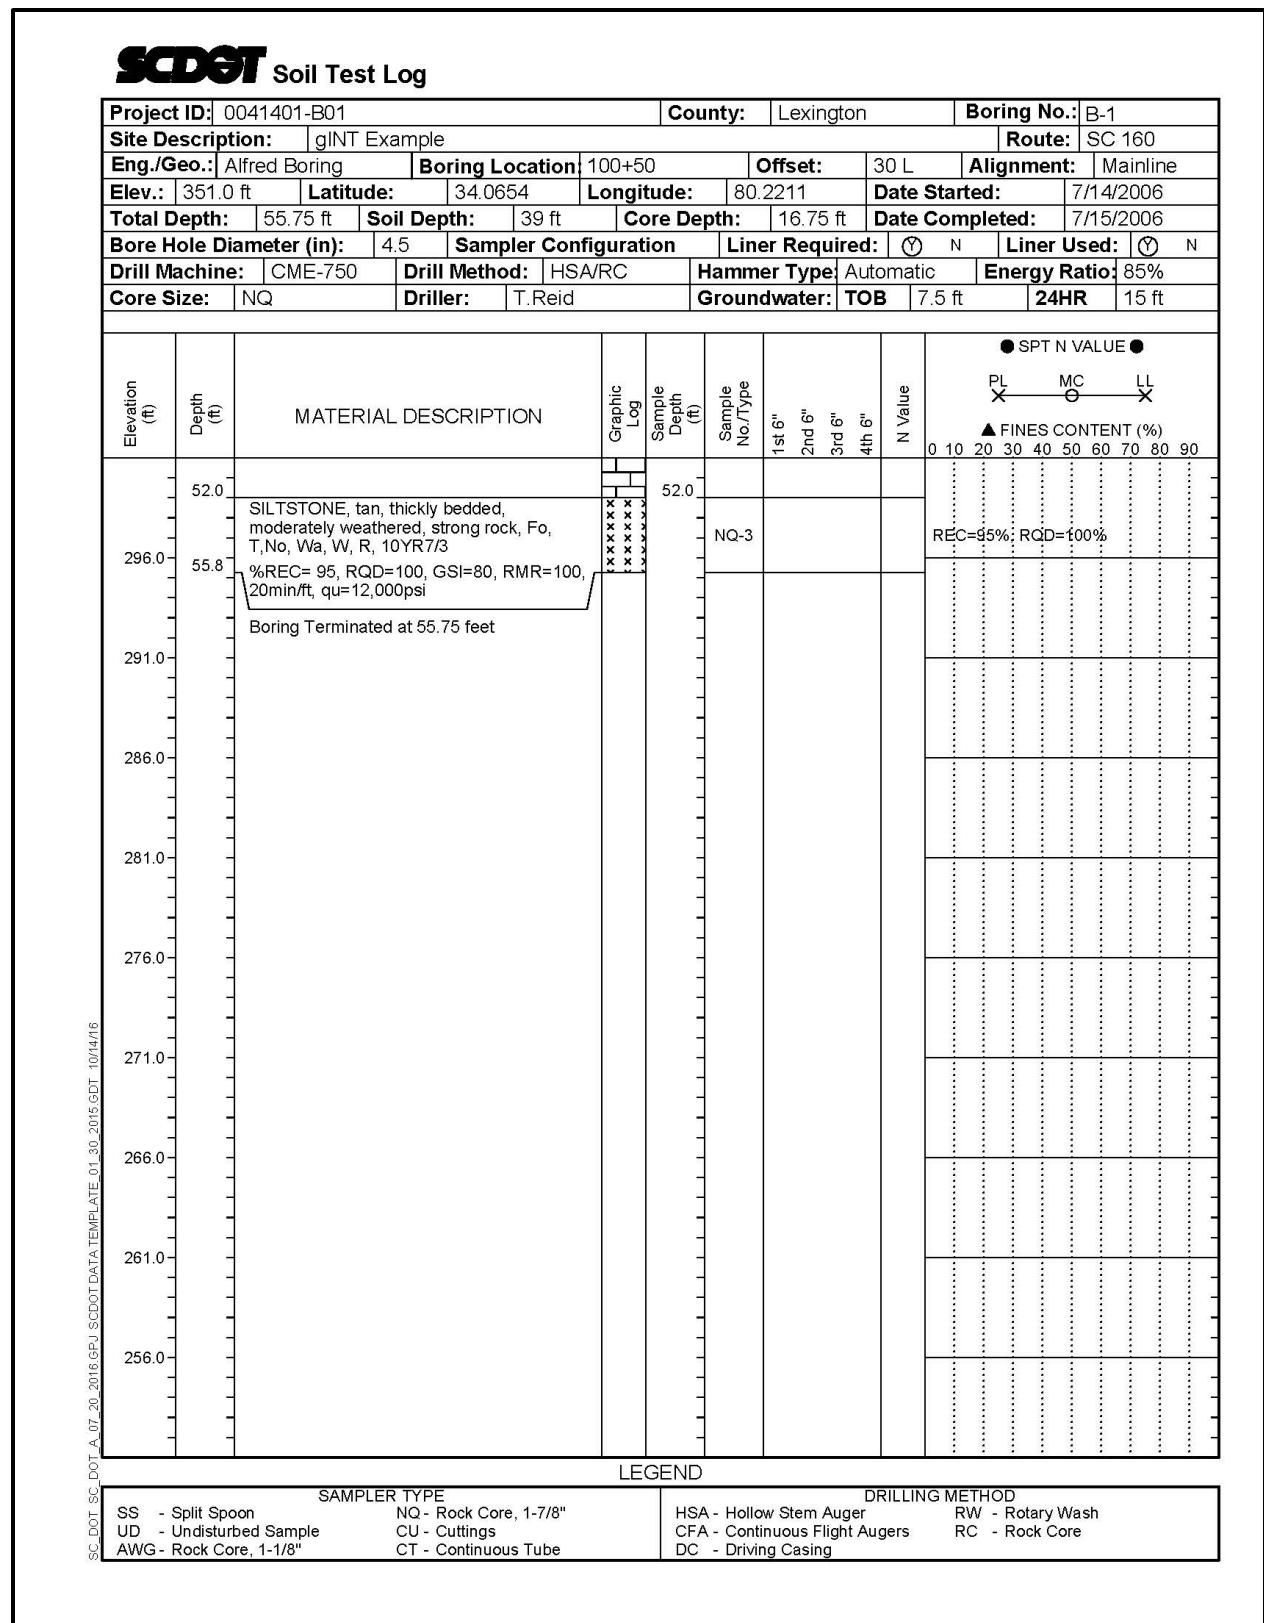 SCDOT Soil Test Log
Project ID: 0041401-B01 County: Lexington Boring No.: B-1
Site Description: gINT Example Route: SC 160
Eng./Geo.: Alfred Boring Boring Location: 100+50 Offset: 30 L Alignment: Mainline
Elev.: 351.0 ft Latitude: 34.0654 Longitude: 80.2211 Date Started: 7/14/2006
Total Depth: 55.75 ft Soil Depth: 39 ft Core Depth: 16.75 ft Date Completed: 7/15/2006
Bore Hole Diameter (in): 4.5 Sampler Configuration Liner Required: Y N Liner Used: Y N
Drill Machine: CME-750 Drill Method: HSA/RC Hammer Type: Automatic Energy Ratio: 85%
Core Size: NQ Driller: T.Reid Groundwater: TOB 7.5 ft 24HR 15 ft
Elevation (ft)
Depth (ft)
MATERIAL DESCRIPTION
Graphic Log
Sample Depth (ft)
Sample No./Type
1st 6"
2nd 6"
3rd 6"
4th 6"
N Value
● SPT N VALUE ●
PL MC LL
▲ FINES CONTENT (%)
0 10 20 30 40 50 60 70 80 90
52.0 52.0
SILTSTONE, tan, thickly bedded,
moderately weathered, strong rock, Fo,
T,No, Wa, W, R, 10YR7/3
NQ-3 REC=95%; RQD=100%
296.0
55.8
%REC= 95, RQD=100, GSI=80, RMR=100,
20min/ft, qu=12,000psi
Boring Terminated at 55.75 feet
291.0
286.0
281.0
276.0
271.0
266.0
261.0
256.0
SC_DOT SC_DOT_A_07_20_2016.GPJ SCDOT DATA TEMPLATE_01_30_2015.GDT 10/14/16
LEGEND
SAMPLER TYPE
SS - Split Spoon NQ - Rock Core, 1-7/8"
UD - Undisturbed Sample CU - Cuttings
AWG - Rock Core, 1-1/8" CT - Continuous Tube
DRILLING METHOD
HSA - Hollow Stem Auger RW - Rotary Wash
CFA - Continuous Flight Augers RC - Rock Core
DC - Driving Casing